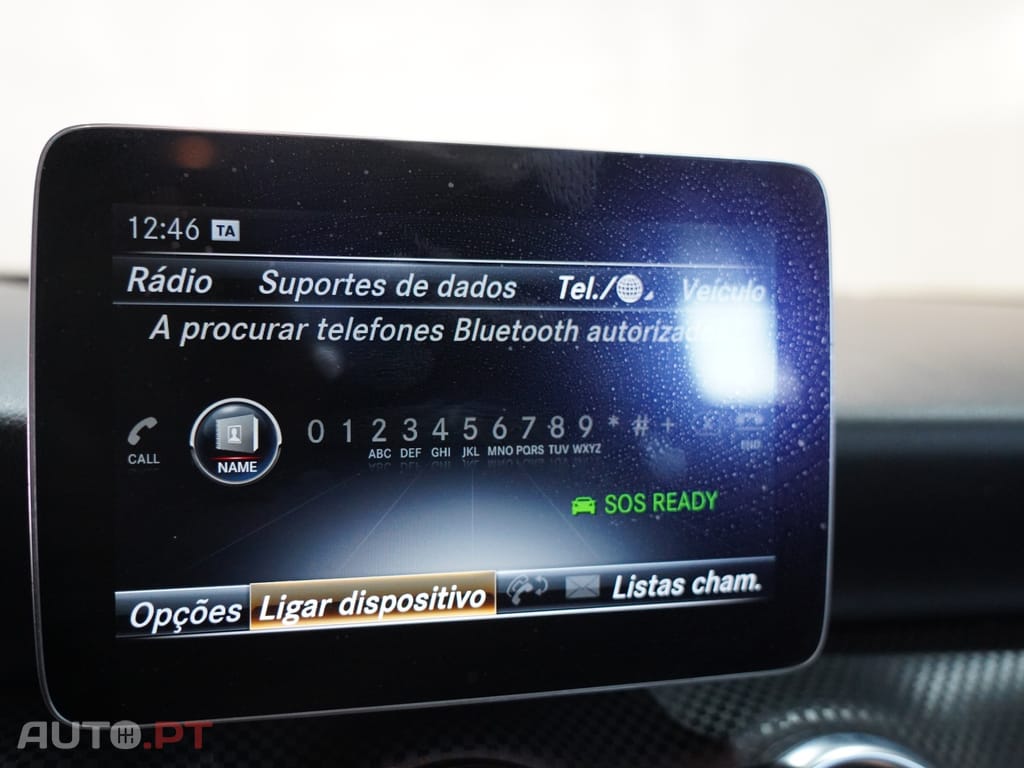 12:46 TA
Rádio Suportes de dados Tel./ Veículo
A procurar telefones Bluetooth
CALL NAME 0 1 2 3 4 5 6 7 8 9 * # +
ABC DEF GHI JKL MNO PQRS TUV WXYZ END
SOS READY
Opções Ligar dispositivo Listas cham.
AUTO.PT